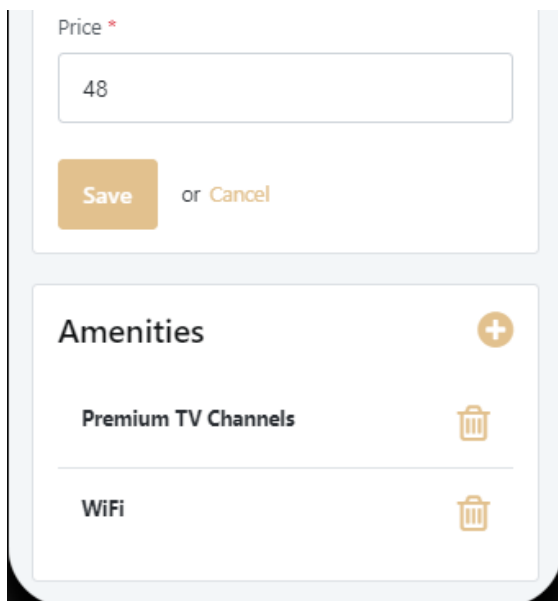 Price *
48
Save or Cancel
Amenities
Premium TV Channels
WiFi